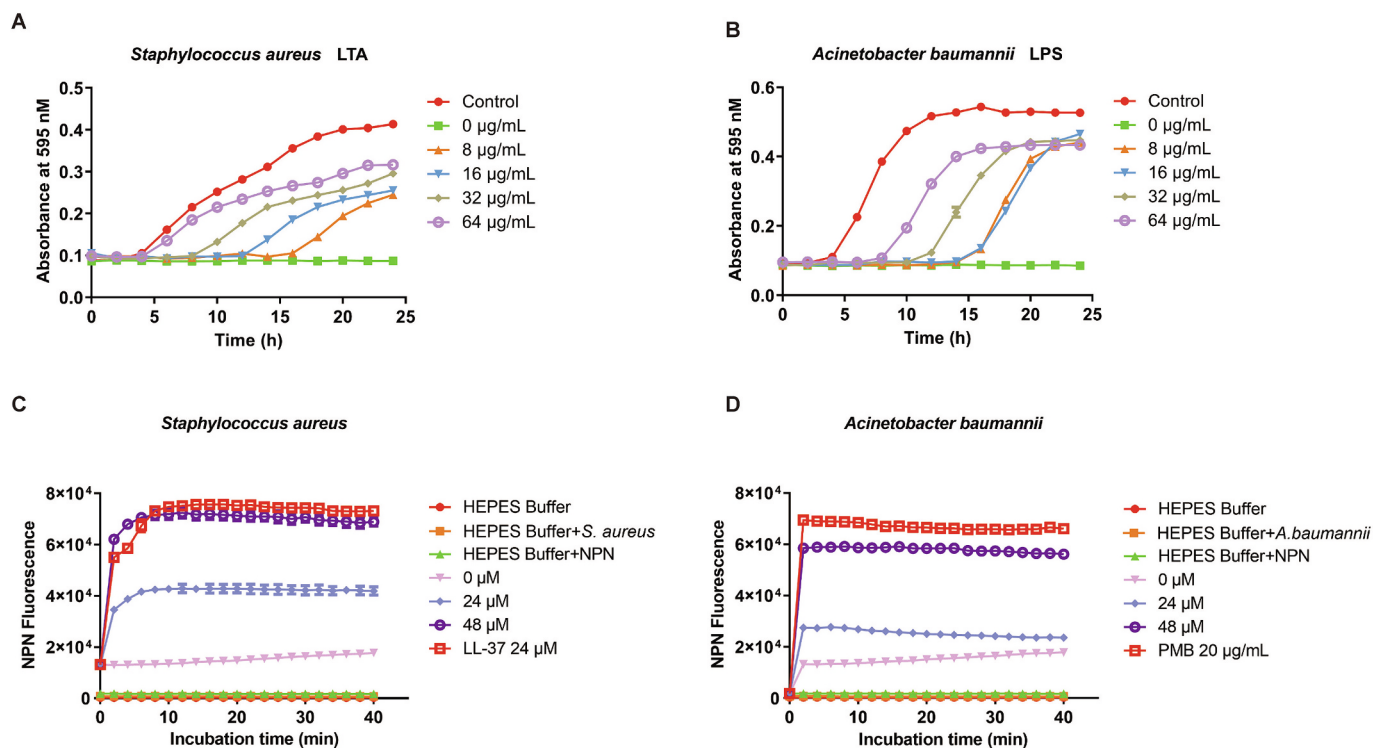 A
Staphylococcus aureus LTA
Absorbance at 595 nM
0.5
0.4
0.3
0.2
0.1
0.0
0 5 10 15 20 25
Time (h)
Control
0 μg/mL
8 μg/mL
16 μg/mL
32 μg/mL
64 μg/mL
B
Acinetobacter baumannii LPS
Absorbance at 595 nM
0.6
0.4
0.2
0.0
0 5 10 15 20 25
Time (h)
Control
0 μg/mL
8 μg/mL
16 μg/mL
32 μg/mL
64 μg/mL
C
Staphylococcus aureus
NPN Fluorescence
8×10⁴
6×10⁴
4×10⁴
2×10⁴
0
0 10 20 30 40
Incubation time (min)
HEPES Buffer
HEPES Buffer+S. aureus
HEPES Buffer+NPN
0 μM
24 μM
48 μM
LL-37 24 μM
D
Acinetobacter baumannii
NPN Fluorescence
8×10⁴
6×10⁴
4×10⁴
2×10⁴
0
0 10 20 30 40
Incubation time (min)
HEPES Buffer
HEPES Buffer+A.baumannii
HEPES Buffer+NPN
0 μM
24 μM
48 μM
PMB 20 μg/mL